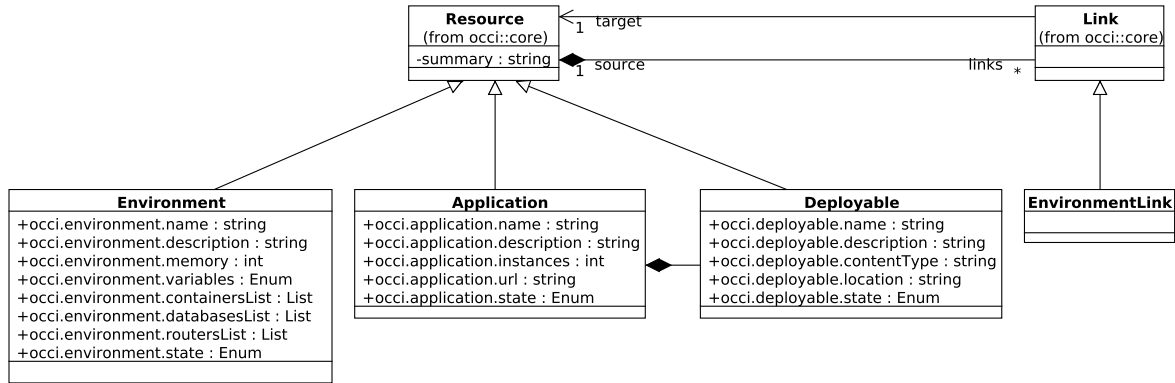 Resource
(from occi::core)
-summary : string
1 target
1 source
links *
Link
(from occi::core)
Environment
+occi.environment.name : string
+occi.environment.description : string
+occi.environment.memory : int
+occi.environment.variables : Enum
+occi.environment.containersList : List
+occi.environment.databasesList : List
+occi.environment.routersList : List
+occi.environment.state : Enum
Application
+occi.application.name : string
+occi.application.description : string
+occi.application.instances : int
+occi.application.url : string
+occi.application.state : Enum
Deployable
+occi.deployable.name : string
+occi.deployable.description : string
+occi.deployable.contentType : string
+occi.deployable.location : string
+occi.deployable.state : Enum
EnvironmentLink